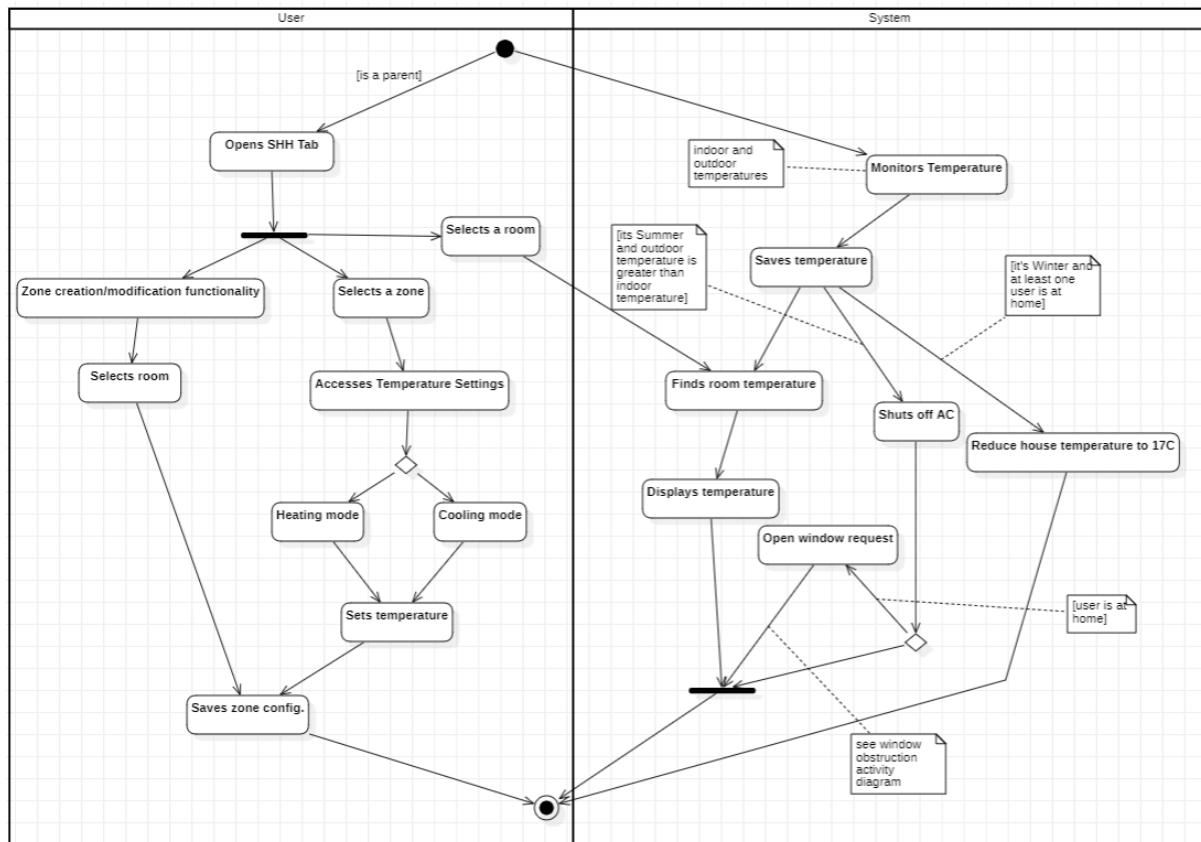 User
System
[is a parent]
Opens SHH Tab
indoor and
outdoor
temperatures
Monitors Temperature
Selects a room
[its Summer
and outdoor
temperature is
greater than
indoor
temperature]
Saves temperature
[it's Winter and
at least one
user is at
home]
Zone creation/modification functionality
Selects a zone
Selects room
Accesses Temperature Settings
Finds room temperature
Shuts off AC
Reduce house temperature to 17C
Displays temperature
Heating mode
Cooling mode
Open window request
Sets temperature
[user is at
home]
Saves zone config.
see window
obstruction
activity
diagram